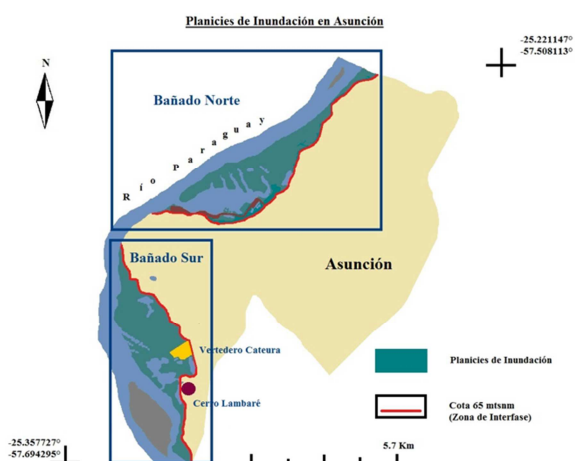 Planicies de Inundación en Asunción
-25.221147°
-57.508113°
N
Bañado Norte
Río Paraguay
Bañado Sur
Asunción
Vertedero Cateura
Planicies de Inundación
Cerro Lambaré
Cota 65 mtsnm
(Zona de Interfase)
-25.357727°
-57.694295°
5.7 Km